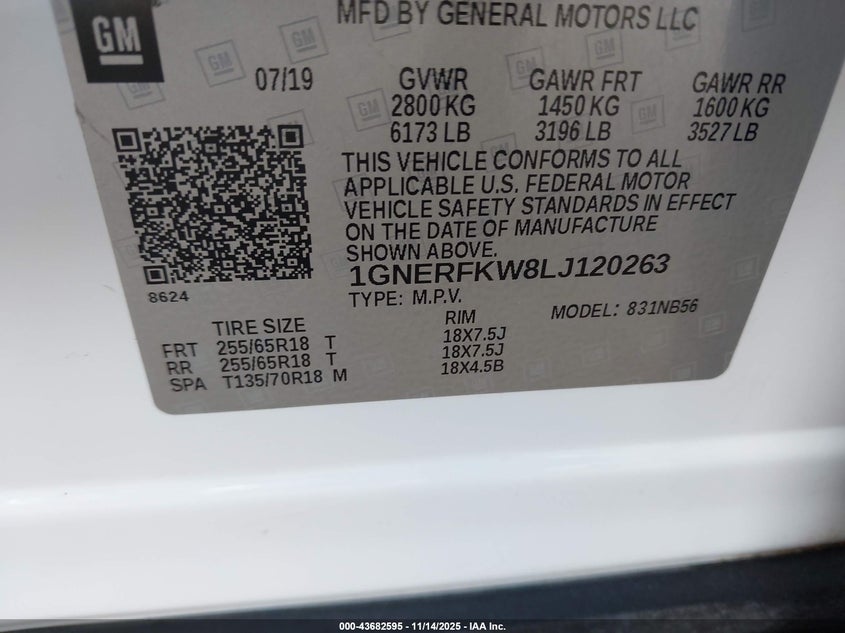 GM
MFD BY GENERAL MOTORS LLC
07/19 GVWR GAWR FRT GAWR RR
2800 KG 1450 KG 1600 KG
6173 LB 3196 LB 3527 LB
THIS VEHICLE CONFORMS TO ALL
APPLICABLE U.S. FEDERAL MOTOR
VEHICLE SAFETY STANDARDS IN EFFECT
ON THE DATE OF MANUFACTURE
SHOWN ABOVE.
1GNERFKW8LJ120263
8624
TYPE: M.P.V. MODEL: 831NB56
TIRE SIZE RIM
FRT 255/65R18 T 18X7.5J
RR 255/65R18 T 18X7.5J
SPA T135/70R18 M 18X4.5B
000-43682595 - 11/14/2025 - IAA Inc.